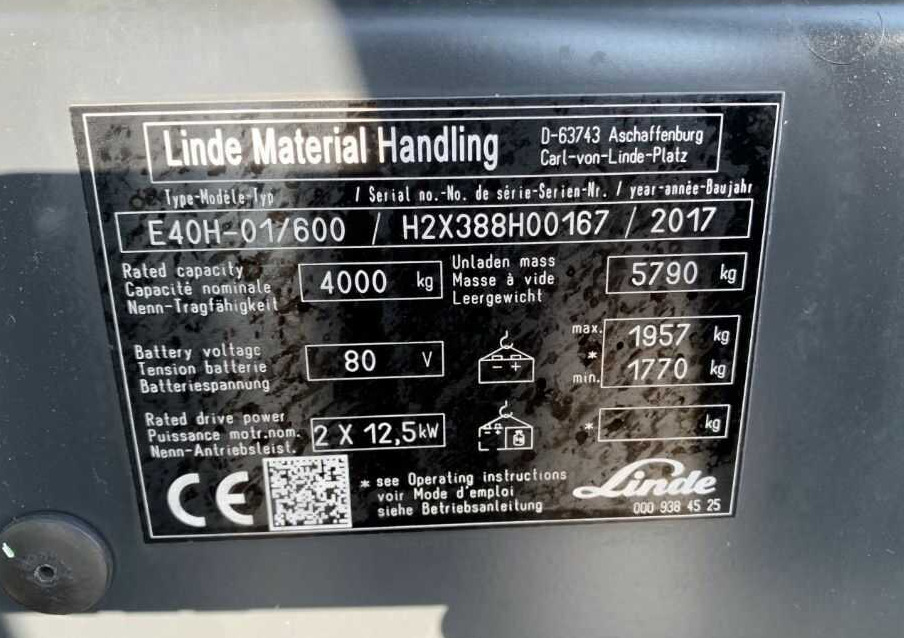 Linde Material Handling
D-63743 Aschaffenburg
Carl-von-Linde-Platz
Type-Modèle-Typ / Serial no.-No. de série-Serien-Nr. / year-année-Baujahr
E40H-01/600 / H2X388H00167 / 2017
Rated capacity
Capacité nominale
Nenn-Tragfähigkeit
4000 kg
Unladen mass
Masse à vide
Leergewicht
5790 kg
Battery voltage
Tension batterie
Batteriespannung
80 V
- +
max. 1957 kg
*
min. 1770 kg
Rated drive power
Puissance motr.nom.
Nenn-Antriebsleist.
2 X 12,5kW
- +
* kg
CE
* see Operating instructions
voir Mode d'emploi
siehe Betriebsanleitung
Linde
000 938 45 25